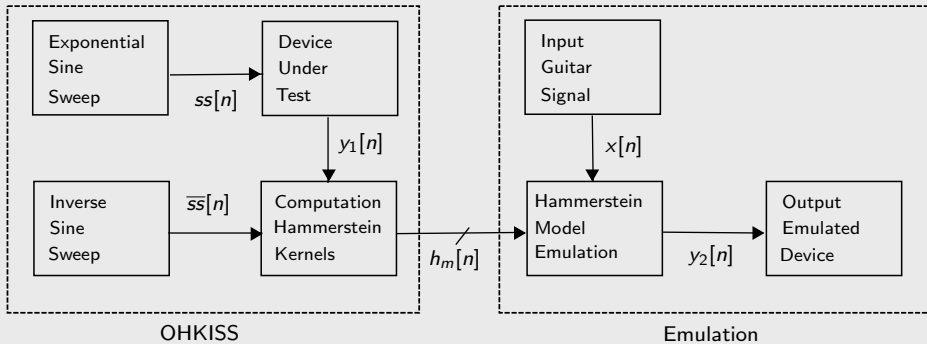 Exponential
Sine
Sweep
ss[n]
Device
Under
Test
y₁[n]
Inverse
Sine
Sweep
s̅s̅[n]
Computation
Hammerstein
Kernels
hₘ[n]
OHKISS
Input
Guitar
Signal
x[n]
Hammerstein
Model
Emulation
y₂[n]
Output
Emulated
Device
Emulation